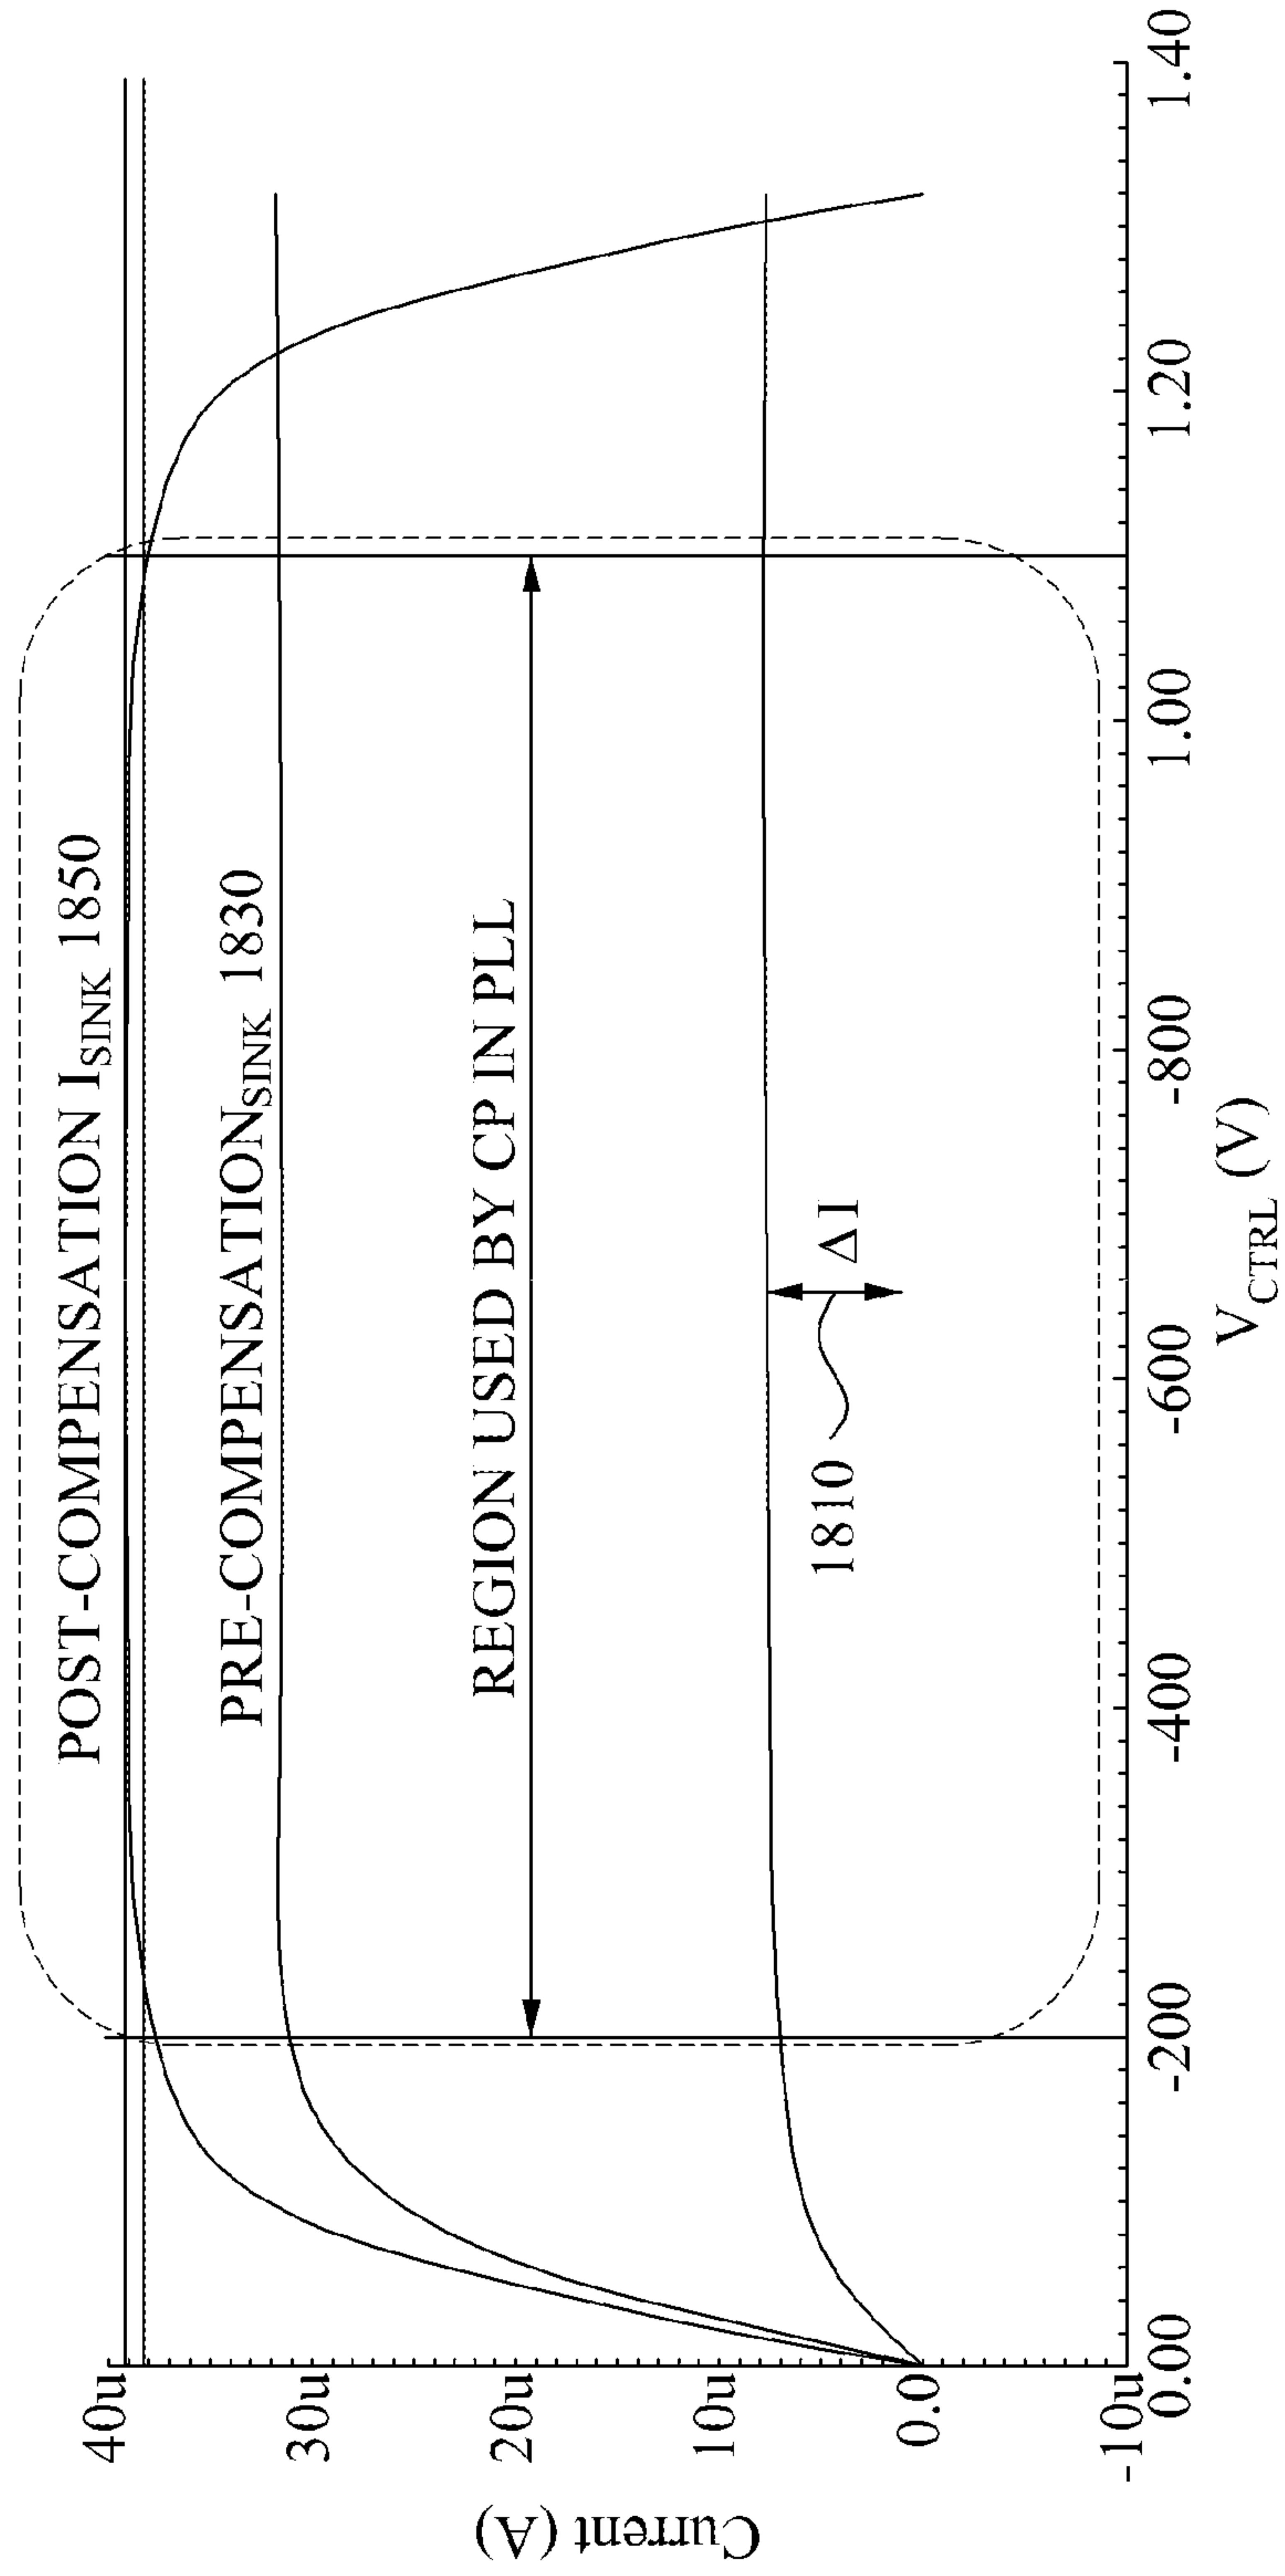 POST-COMPENSATION I_SINK 1850
PRE-COMPENSATION_SINK 1830
REGION USED BY CP IN PLL
1810
ΔI
Current (A)
40u
30u
20u
10u
0.0
-10u
0.00
-200
-400
-600
-800
1.00
1.20
1.40
V_CTRL (V)